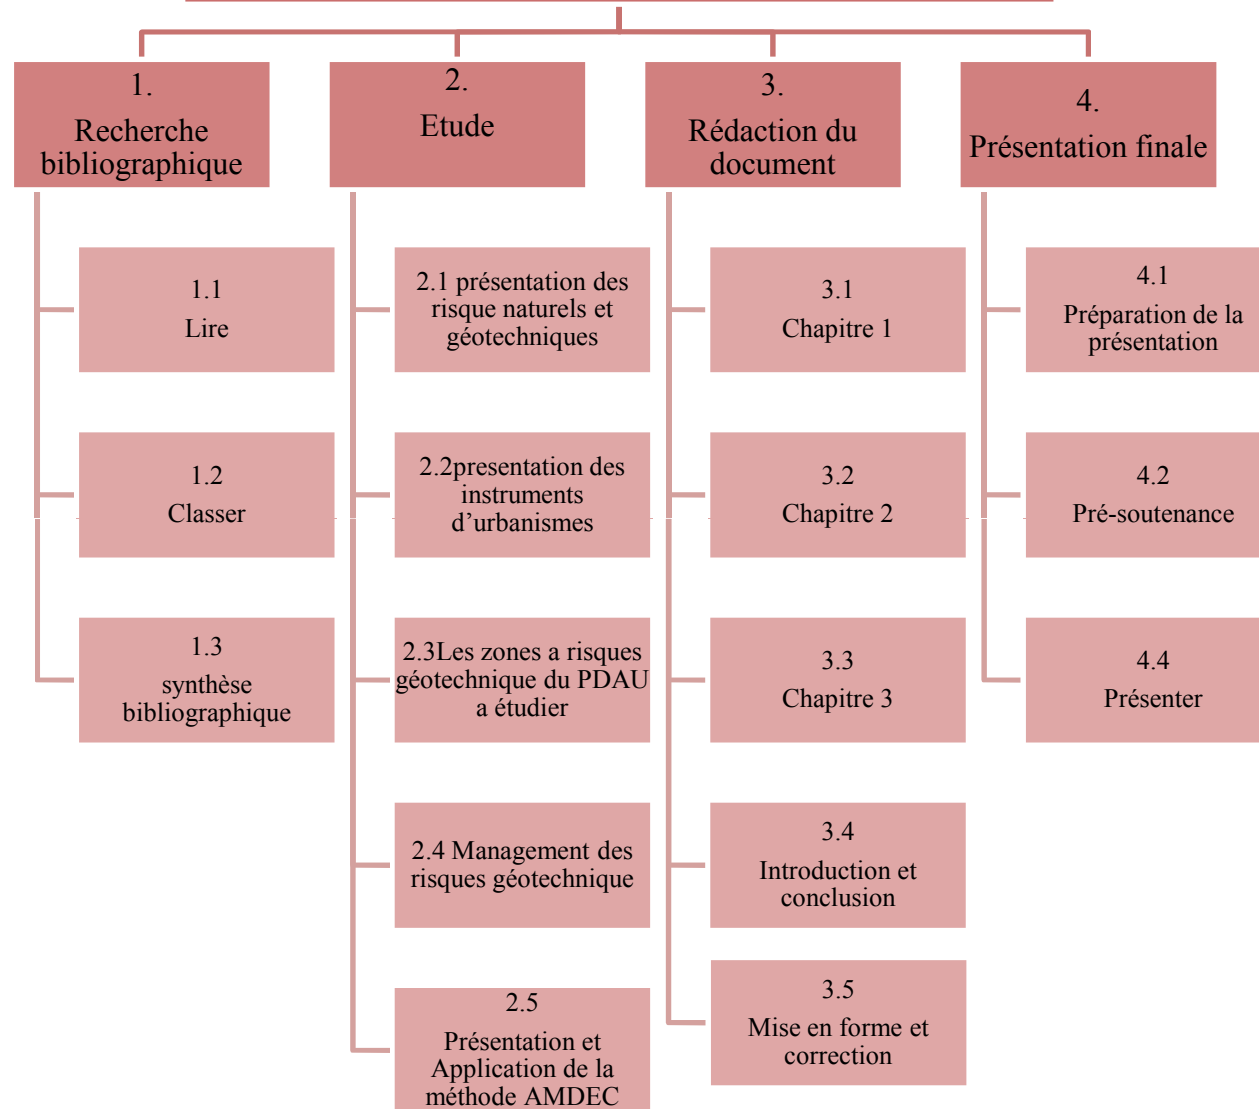 1.
Recherche
bibliographique
1.1
Lire
1.2
Classer
1.3
synthèse
bibliographique
2.
Etude
2.1 présentation des
risque naturels et
géotechniques
2.2presentation des
instruments
d’urbanismes
2.3Les zones a risques
géotechnique du PDAU
a étudier
2.4 Management des
risques géotechnique
2.5
Présentation et
Application de la
méthode AMDEC
3.
Rédaction du
document
3.1
Chapitre 1
3.2
Chapitre 2
3.3
Chapitre 3
3.4
Introduction et
conclusion
3.5
Mise en forme et
correction
4.
Présentation finale
4.1
Préparation de la
présentation
4.2
Pré-soutenance
4.4
Présenter